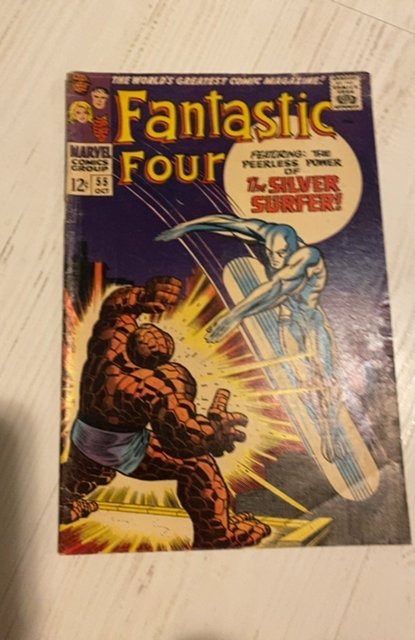 THE WORLD'S GREATEST COMIC MAGAZINE!
Fantastic
Four
MARVEL
COMICS
GROUP
12¢
55
OCT
FEATURING: THE
PEERLESS POWER
OF
The SILVER
SURFER!